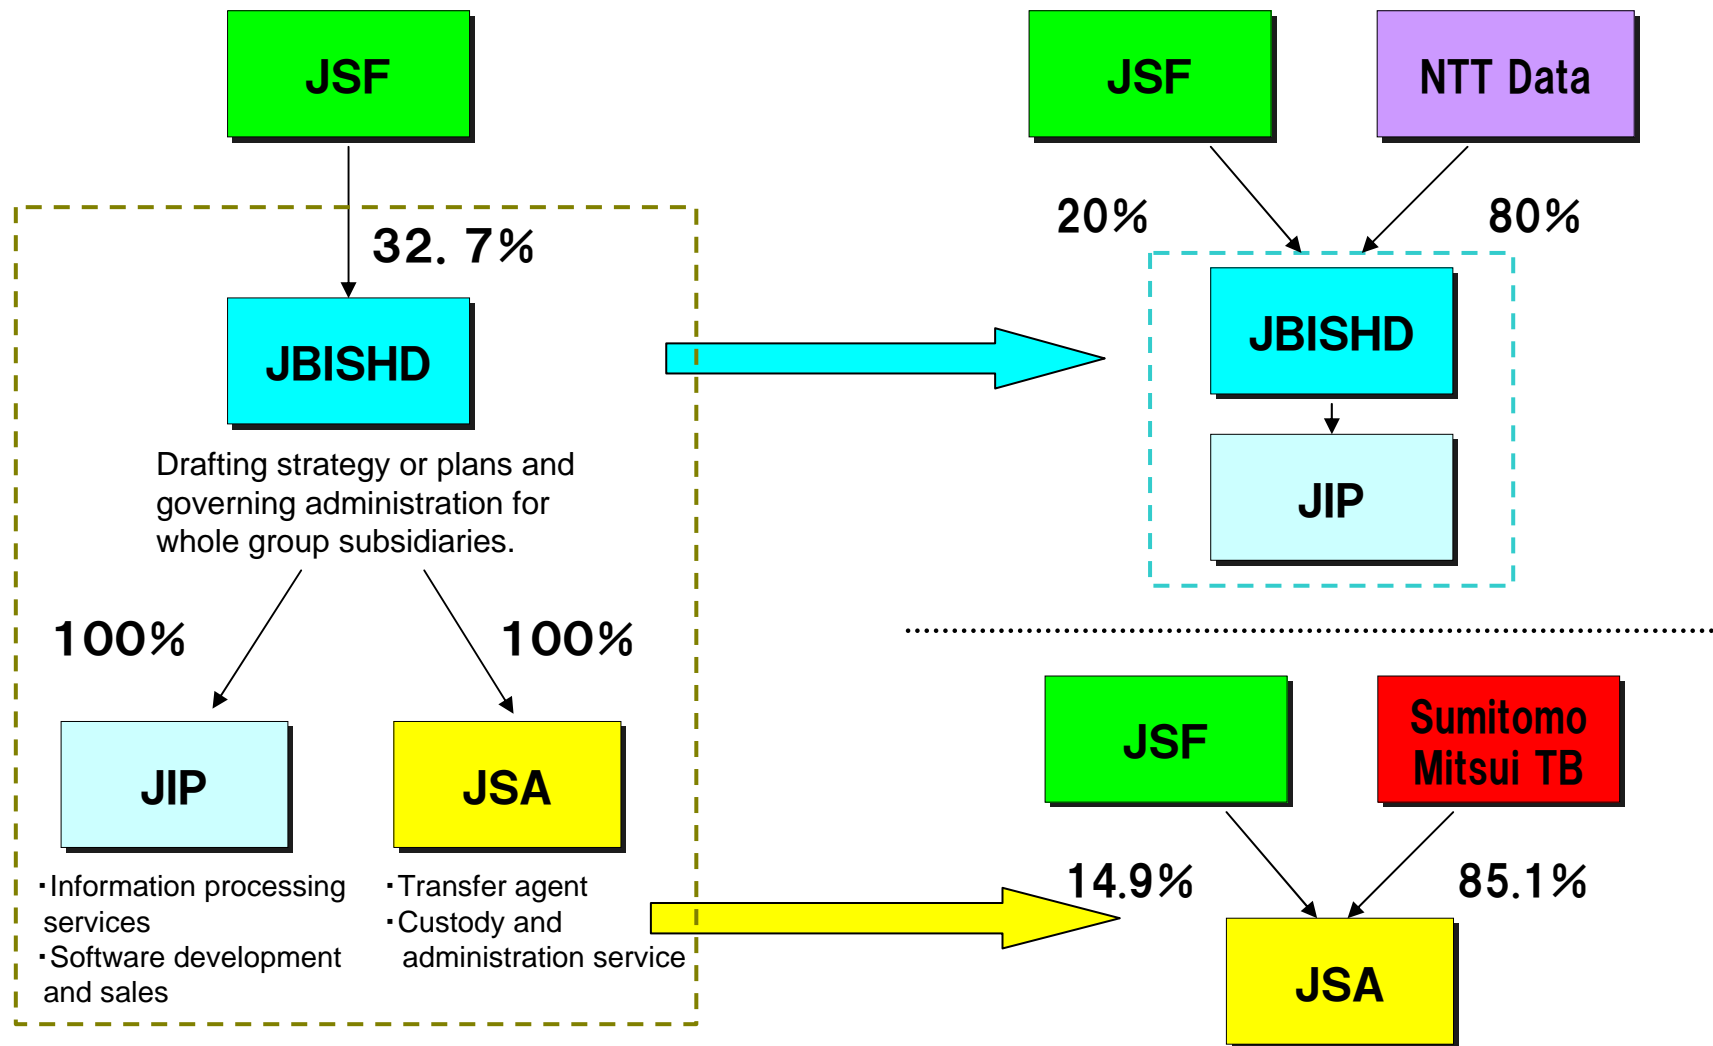 JSF
32. 7%
JBISHD
Drafting strategy or plans and
governing administration for
whole group subsidiaries.
100%
100%
JIP
JSA
・Information processing
services
・Software development
and sales
・Transfer agent
・Custody and
administration service
JSF
NTT Data
20%
80%
JBISHD
JIP
JSF
Sumitomo
Mitsui TB
14.9%
85.1%
JSA